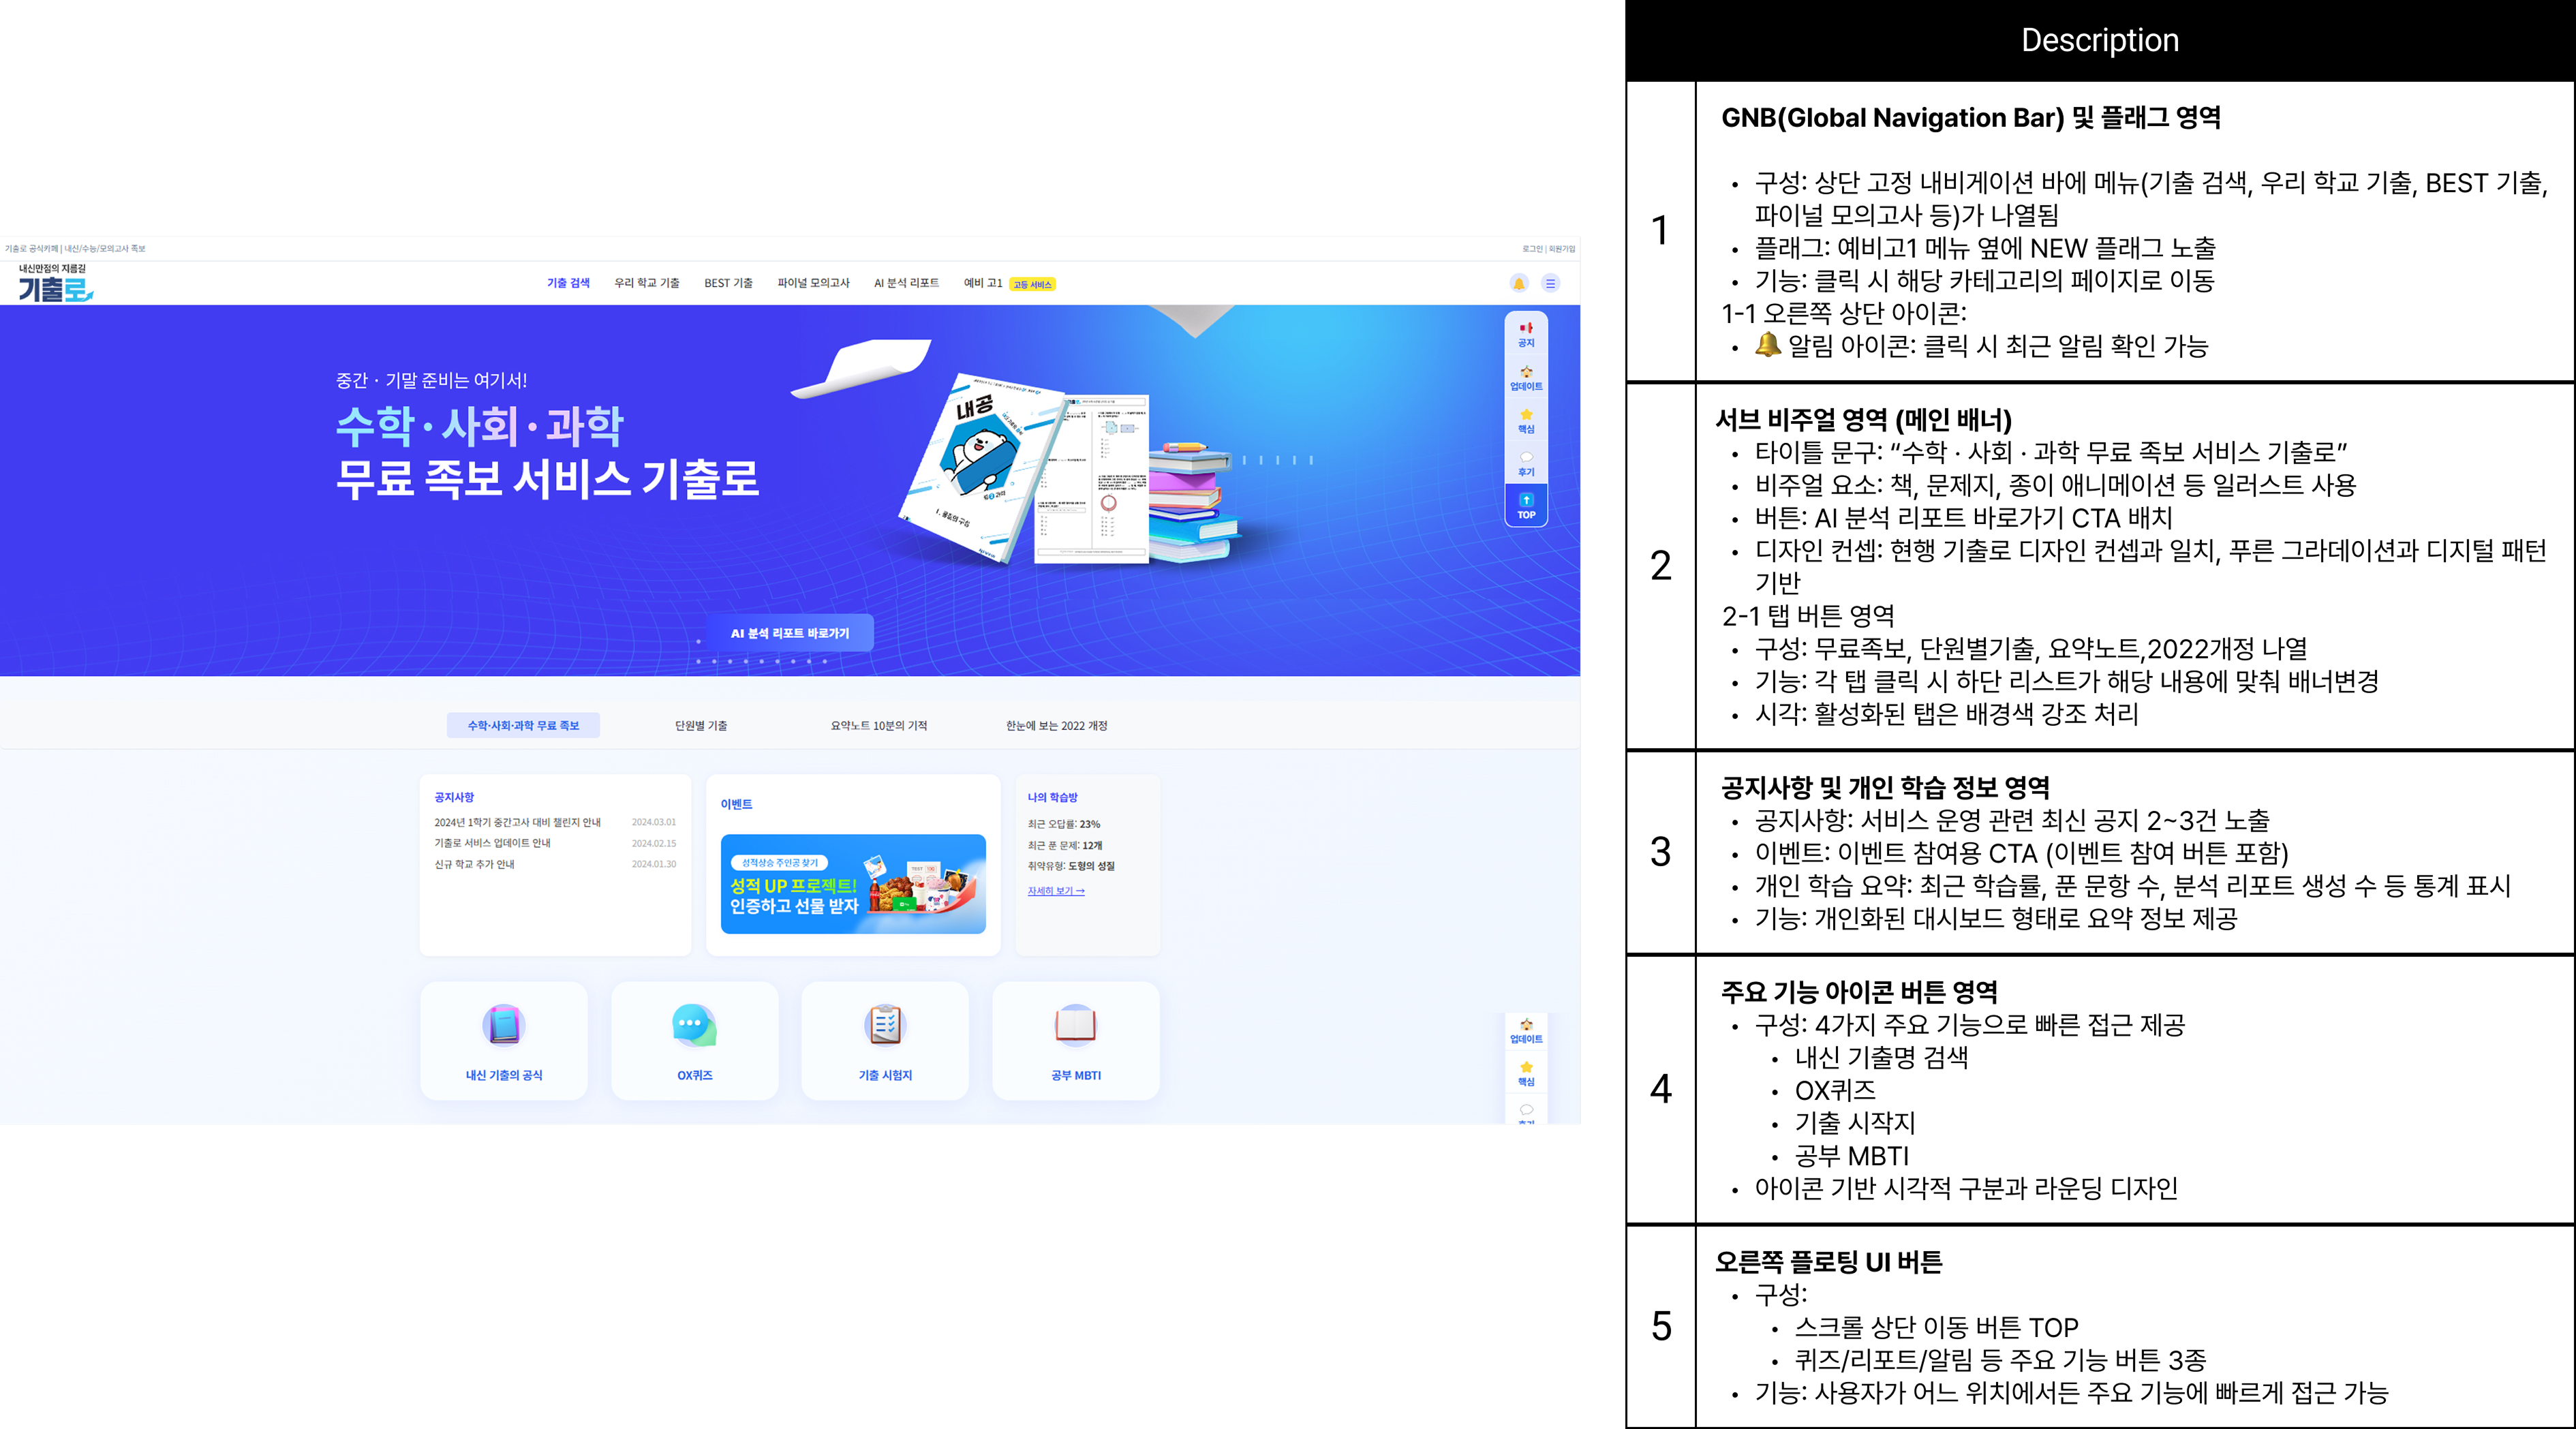 기출로 공식카페 | 내신/수능/모의고사 족보
로그인 | 회원가입
내신만점의 지름길
기출로
기출 검색
우리 학교 기출
BEST 기출
파이널 모의고사
AI 분석 리포트
예비 고1
고등 서비스
중간 · 기말 준비는 여기서!
수학·사회·과학
무료 족보 서비스 기출로
내공
1. 물질의 구성
AI 분석 리포트 바로가기
공지
업데이트
핵심
후기
TOP
수학·사회·과학 무료 족보
단원별 기출
요약노트 10분의 기적
한눈에 보는 2022 개정
공지사항
2024년 1학기 중간고사 대비 챌린지 안내 2024.03.01
기출로 서비스 업데이트 안내 2024.02.15
신규 학교 추가 안내 2024.01.30
이벤트
성적상승 주인공 찾기
성적 UP 프로젝트!
인증하고 선물 받자
나의 학습방
최근 오답률: 23%
최근 푼 문제: 12개
취약유형: 도형의 성질
자세히 보기 →
내신 기출의 공식
OX퀴즈
기출 시험지
공부 MBTI
업데이트
핵심
후기
Description
1
GNB(Global Navigation Bar) 및 플래그 영역
• 구성: 상단 고정 내비게이션 바에 메뉴(기출 검색, 우리 학교 기출, BEST 기출,
파이널 모의고사 등)가 나열됨
• 플래그: 예비고1 메뉴 옆에 NEW 플래그 노출
• 기능: 클릭 시 해당 카테고리의 페이지로 이동
1-1 오른쪽 상단 아이콘:
• 🔔 알림 아이콘: 클릭 시 최근 알림 확인 가능
2
서브 비주얼 영역 (메인 배너)
• 타이틀 문구: “수학 · 사회 · 과학 무료 족보 서비스 기출로”
• 비주얼 요소: 책, 문제지, 종이 애니메이션 등 일러스트 사용
• 버튼: AI 분석 리포트 바로가기 CTA 배치
• 디자인 컨셉: 현행 기출로 디자인 컨셉과 일치, 푸른 그라데이션과 디지털 패턴
기반
2-1 탭 버튼 영역
• 구성: 무료족보, 단원별기출, 요약노트,2022개정 나열
• 기능: 각 탭 클릭 시 하단 리스트가 해당 내용에 맞춰 배너변경
• 시각: 활성화된 탭은 배경색 강조 처리
3
공지사항 및 개인 학습 정보 영역
• 공지사항: 서비스 운영 관련 최신 공지 2~3건 노출
• 이벤트: 이벤트 참여용 CTA (이벤트 참여 버튼 포함)
• 개인 학습 요약: 최근 학습률, 푼 문항 수, 분석 리포트 생성 수 등 통계 표시
• 기능: 개인화된 대시보드 형태로 요약 정보 제공
4
주요 기능 아이콘 버튼 영역
• 구성: 4가지 주요 기능으로 빠른 접근 제공
• 내신 기출명 검색
• OX퀴즈
• 기출 시작지
• 공부 MBTI
• 아이콘 기반 시각적 구분과 라운딩 디자인
5
오른쪽 플로팅 UI 버튼
• 구성:
• 스크롤 상단 이동 버튼 TOP
• 퀴즈/리포트/알림 등 주요 기능 버튼 3종
• 기능: 사용자가 어느 위치에서든 주요 기능에 빠르게 접근 가능